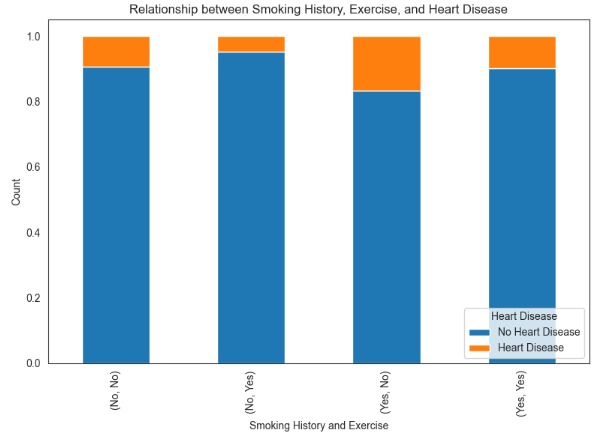 Relationship between Smoking History, Exercise, and Heart Disease
Count
1.0
0.8
0.6
0.4
0.2
0.0
Heart Disease
No Heart Disease
Heart Disease
(No, No)
(No, Yes)
(Yes, No)
(Yes, Yes)
Smoking History and Exercise